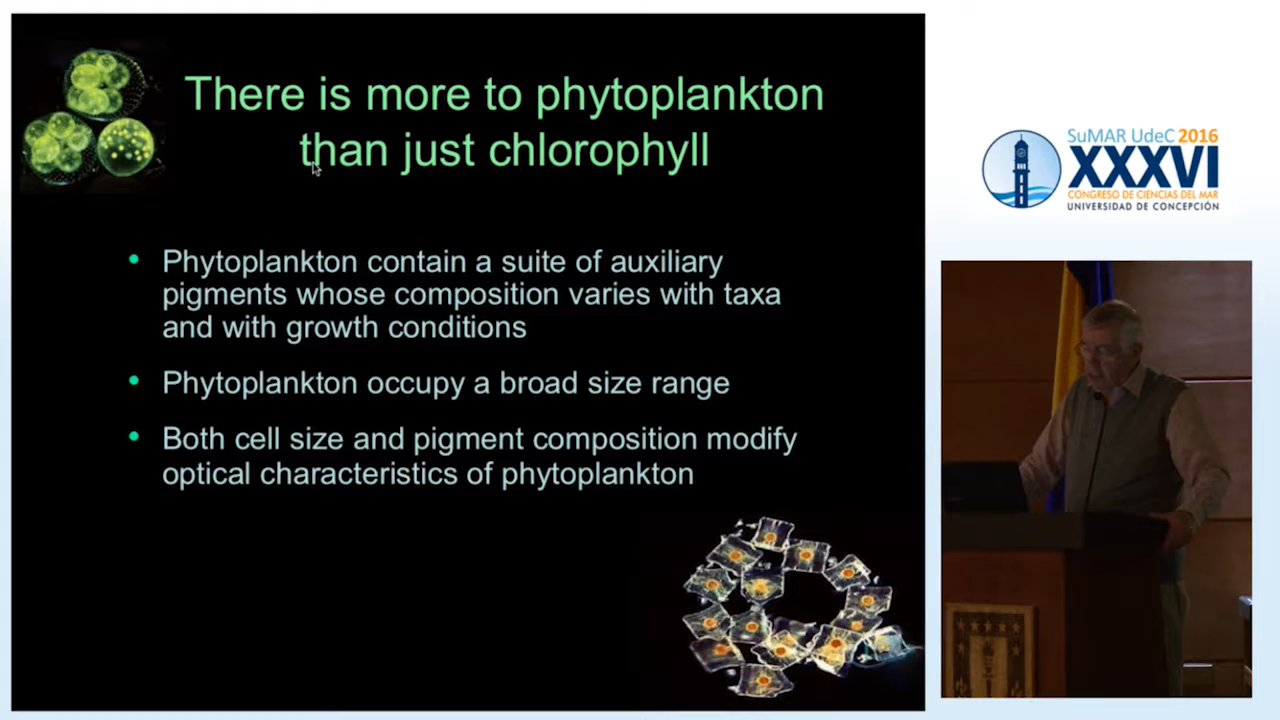 There is more to phytoplankton
than just chlorophyll
• Phytoplankton contain a suite of auxiliary
pigments whose composition varies with taxa
and with growth conditions
• Phytoplankton occupy a broad size range
• Both cell size and pigment composition modify
optical characteristics of phytoplankton
SuMAR UdeC 2016
XXXVI
CONGRESO DE CIENCIAS DEL MAR
UNIVERSIDAD DE CONCEPCIÓN